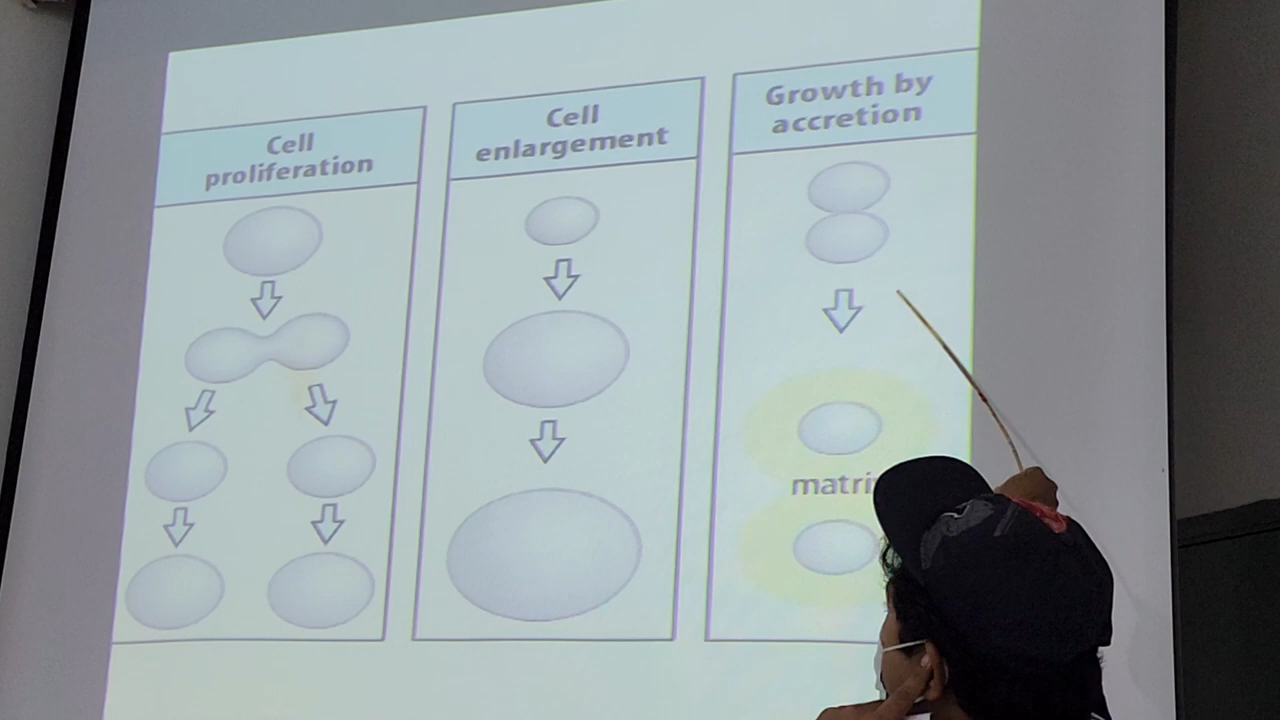 Cell
proliferation
Cell
enlargement
Growth by
accretion